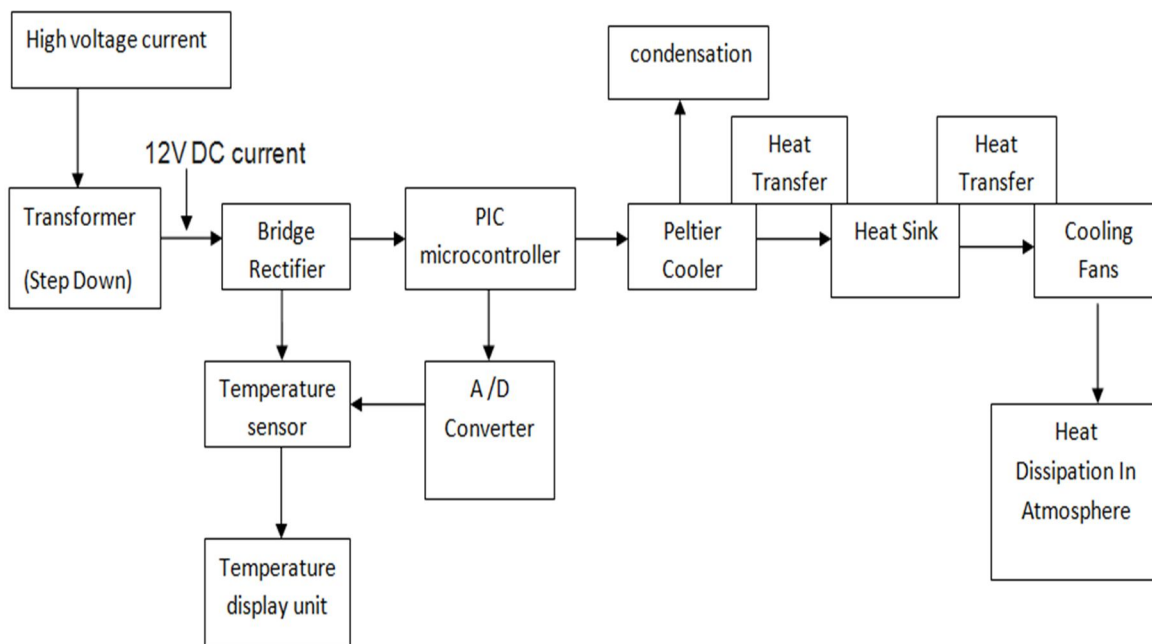 High voltage current
condensation
Heat
Transfer
Heat
Transfer
12V DC current
Transformer
(Step Down)
Bridge
Rectifier
PIC
microcontroller
Peltier
Cooler
Heat Sink
Cooling
Fans
Temperature
sensor
A /D
Converter
Heat
Dissipation In
Atmosphere
Temperature
display unit